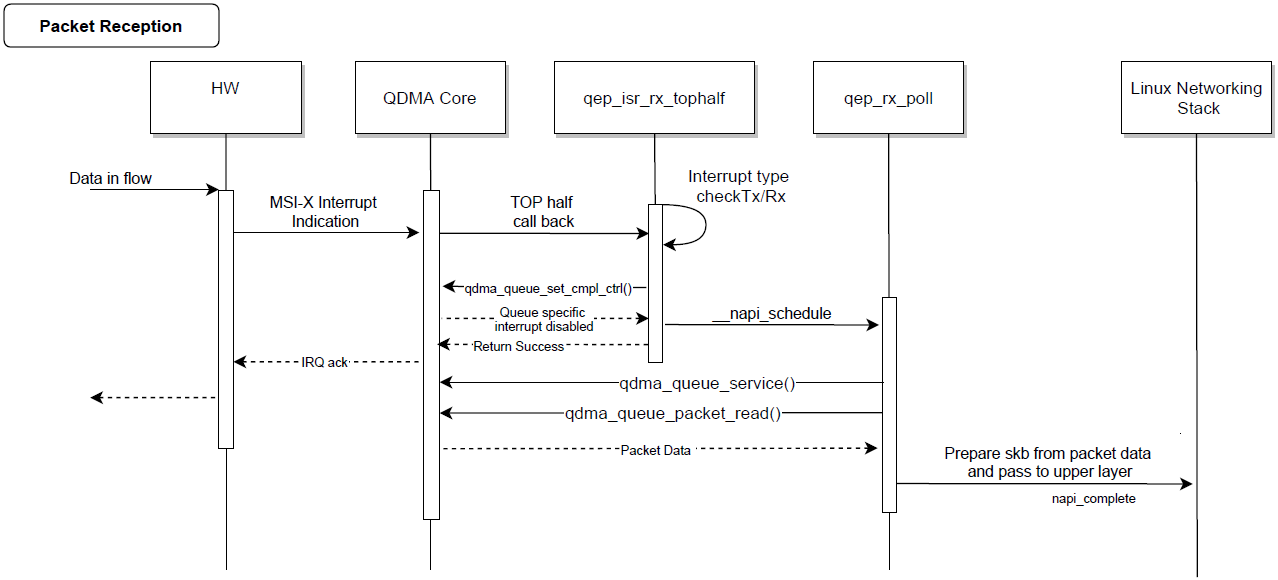 Packet Reception
HW
QDMA Core
qep_isr_rx_tophalf
qep_rx_poll
Linux Networking
Stack
Data in flow
MSI-X Interrupt
Indication
TOP half
call back
Interrupt type
checkTx/Rx
qdma_queue_set_cmpl_ctrl()
Queue specific
interrupt disabled
__napi_schedule
Return Success
IRQ ack
qdma_queue_service()
qdma_queue_packet_read()
Packet Data
Prepare skb from packet data
and pass to upper layer
napi_complete